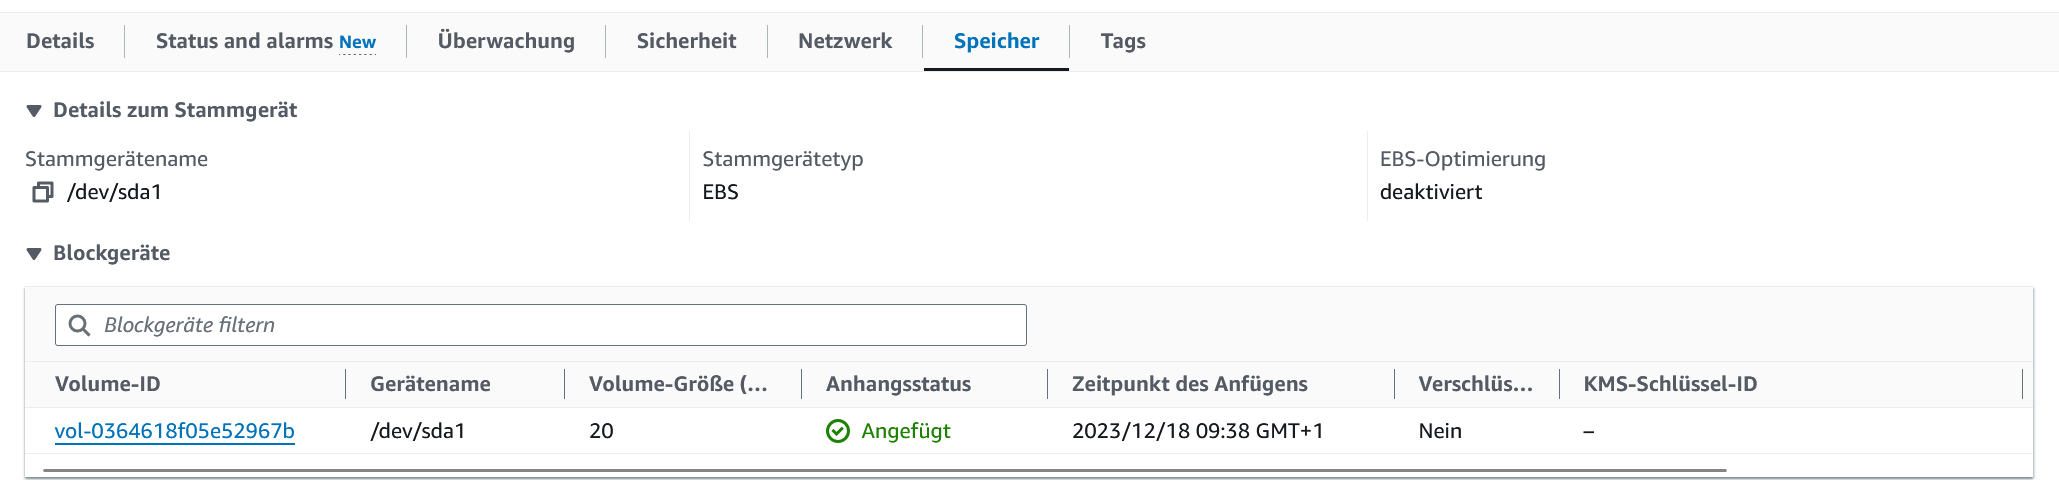 Details Status and alarms New Überwachung Sicherheit Netzwerk Speicher Tags
Details zum Stammgerät
Stammgerätename Stammgerätetyp EBS-Optimierung
/dev/sda1 EBS deaktiviert
Blockgeräte
Blockgeräte filtern
Volume-ID Gerätename Volume-Größe (... Anhangsstatus Zeitpunkt des Anfügens Verschlüs... KMS-Schlüssel-ID
vol-0364618f05e52967b /dev/sda1 20 Angefügt 2023/12/18 09:38 GMT+1 Nein –